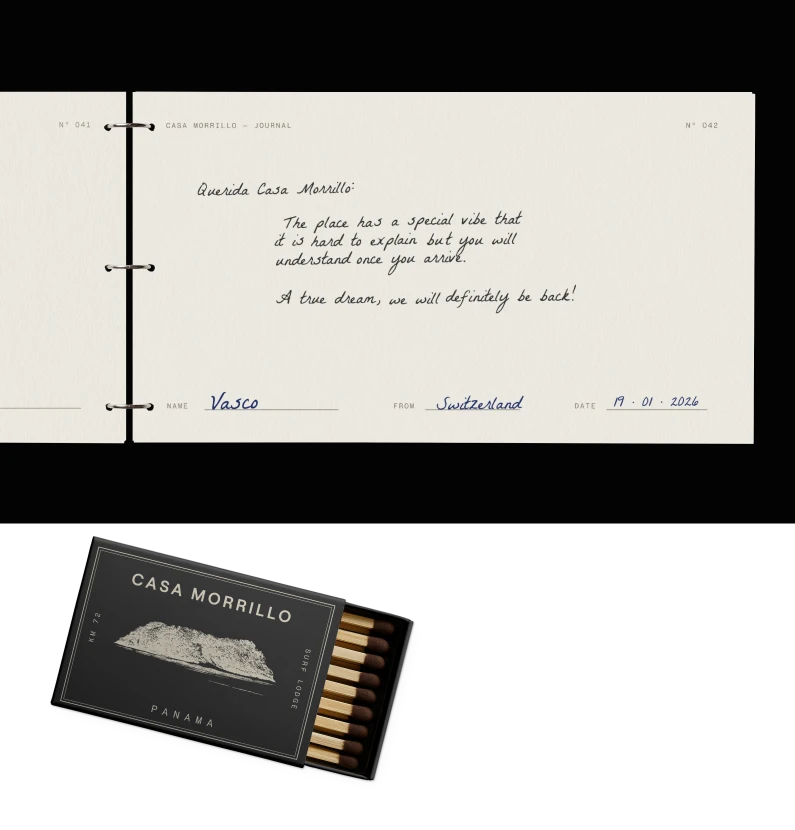 N° 041
CASA MORRILLO — JOURNAL
N° 042
Querida Casa Morrillo:
The place has a special vibe that
it is hard to explain but you will
understand once you arrive.
A true dream, we will definitely be back!
NAME Vasco
FROM Switzerland
DATE 19 · 01 · 2026
CASA MORRILLO
KM 72
SURF LODGE
PANAMA